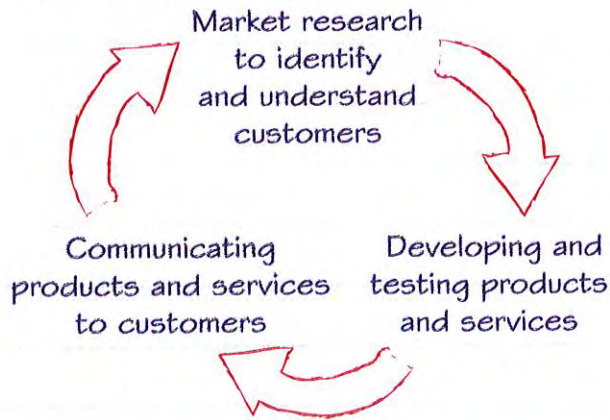 Market research
to identify
and understand
customers
Developing and
testing products
and services
Communicating
products and services
to customers